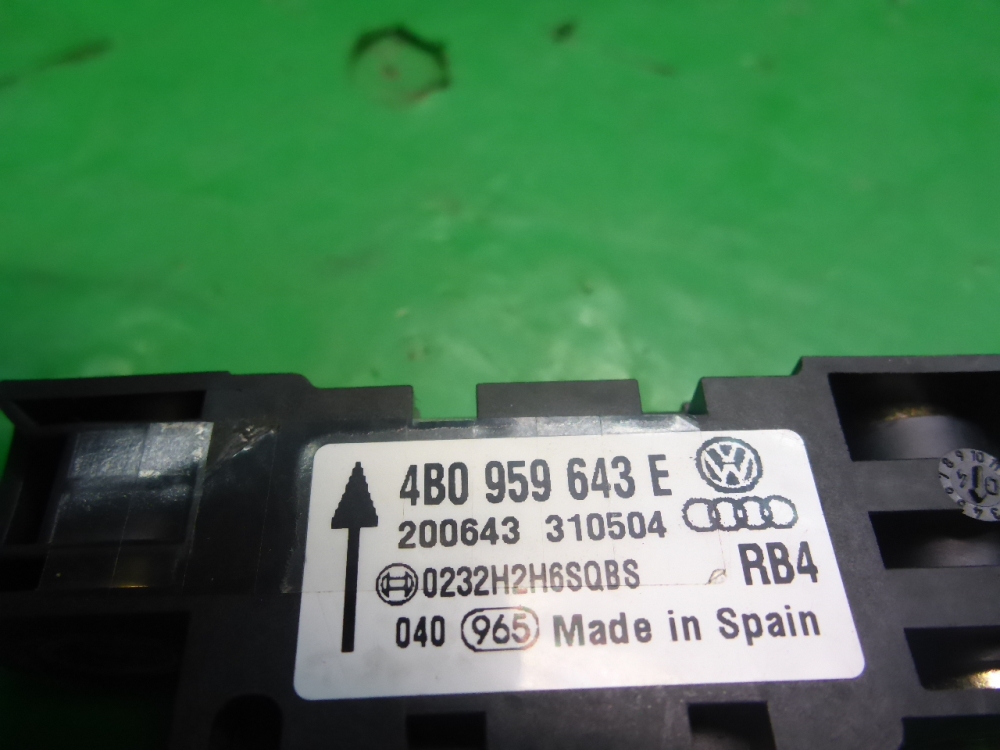 4B0 959 643 E
200643 310504
0232H2H6SQBS RB4
040 965 Made in Spain